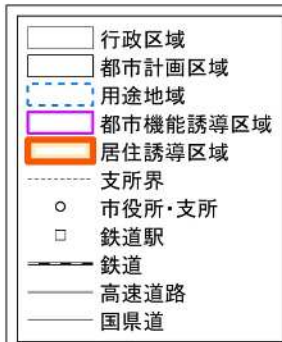 行政区域
都市計画区域
用途地域
都市機能誘導区域
居住誘導区域
支所界
市役所・支所
鉄道駅
鉄道
高速道路
国県道